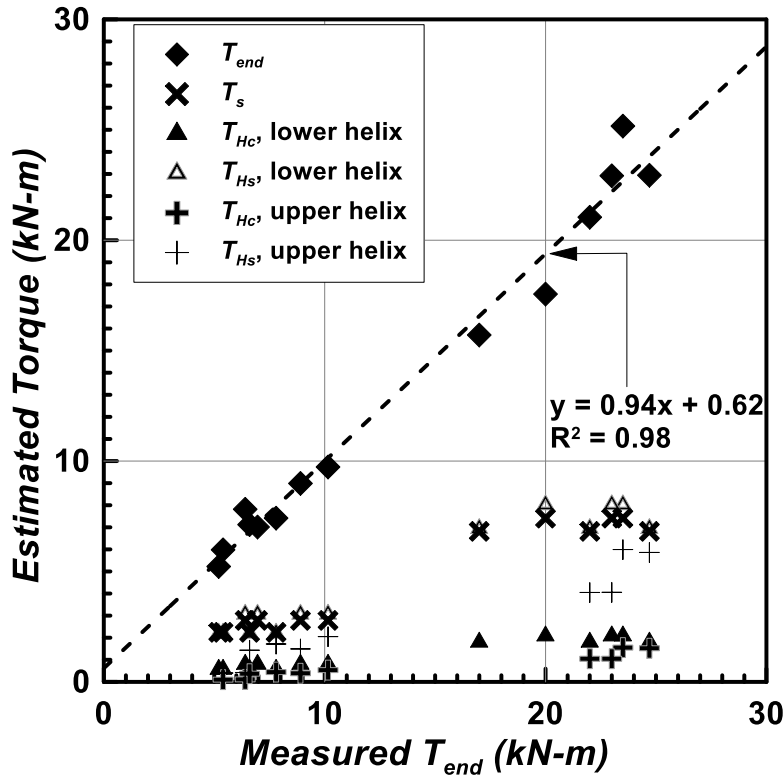 30
20
10
0
Estimated Torque (kN-m)
T_end
T_s
T_Hc, lower helix
T_Hs, lower helix
T_Hc, upper helix
T_Hs, upper helix
y = 0.94x + 0.62
R² = 0.98
0 10 20 30
Measured T_end (kN-m)